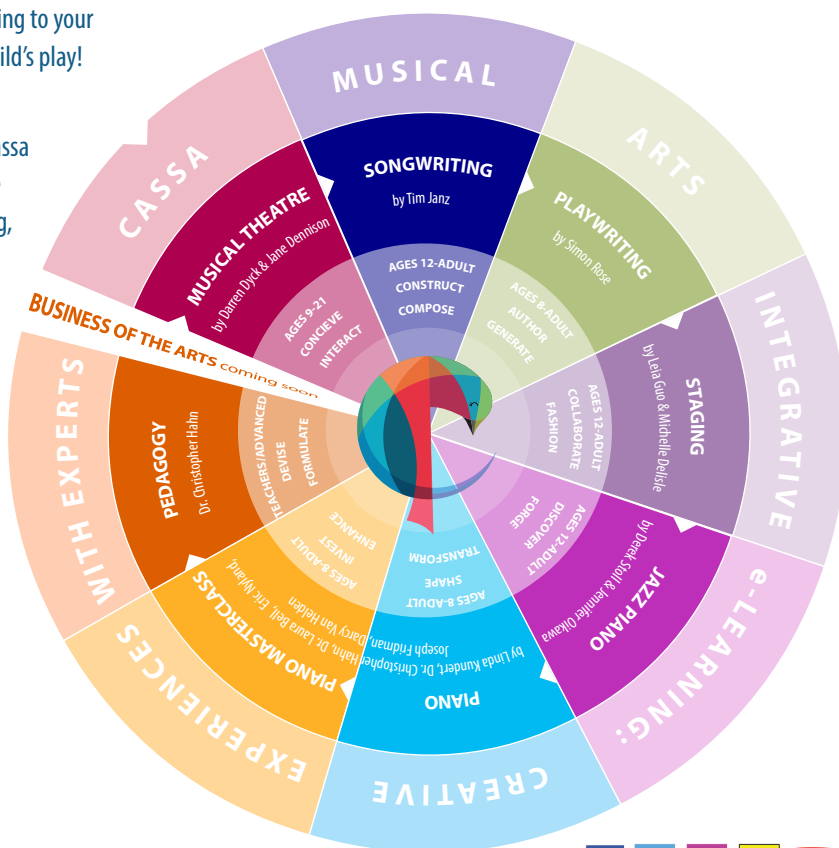 ing to your
ild's play!
ssa
g,
CASSA
MUSICAL
ARTS
INTEGRATIVE
e-LEARNING:
CREATIVE
EXPERIENCES
WITH EXPERTS
MUSICAL THEATRE
by Darren Dyck & Jane Dennison
AGES 9-21
CONCIEVE
INTERACT
SONGWRITING
by Tim Janz
AGES 12-ADULT
CONSTRUCT
COMPOSE
PLAYWRITING
by Simon Rose
AGES 8-ADULT
AUTHOR
GENERATE
STAGING
by Leia Guo & Michelle Delisle
AGES 12-ADULT
COLLABORATE
FASHION
JAZZ PIANO
by Derek Stoll & Jennifer Oikawa
AGES 12-ADULT
DISCOVER
FORGE
PIANO
by Linda Kundert, Dr. Christopher Hahn, Dr. Laura Bell, Eric Nyland,
Joseph Fridman, Darcy Van Helden
AGES 8-ADULT
SHAPE
TRANSFORM
PIANO MASTERCLASS
AGES 8-ADULT
INVEST
ENHANCE
PEDAGOGY
Dr. Christopher Hahn
TEACHERS/ADVANCED
DEVISE
FORMULATE
BUSINESS OF THE ARTS coming soon